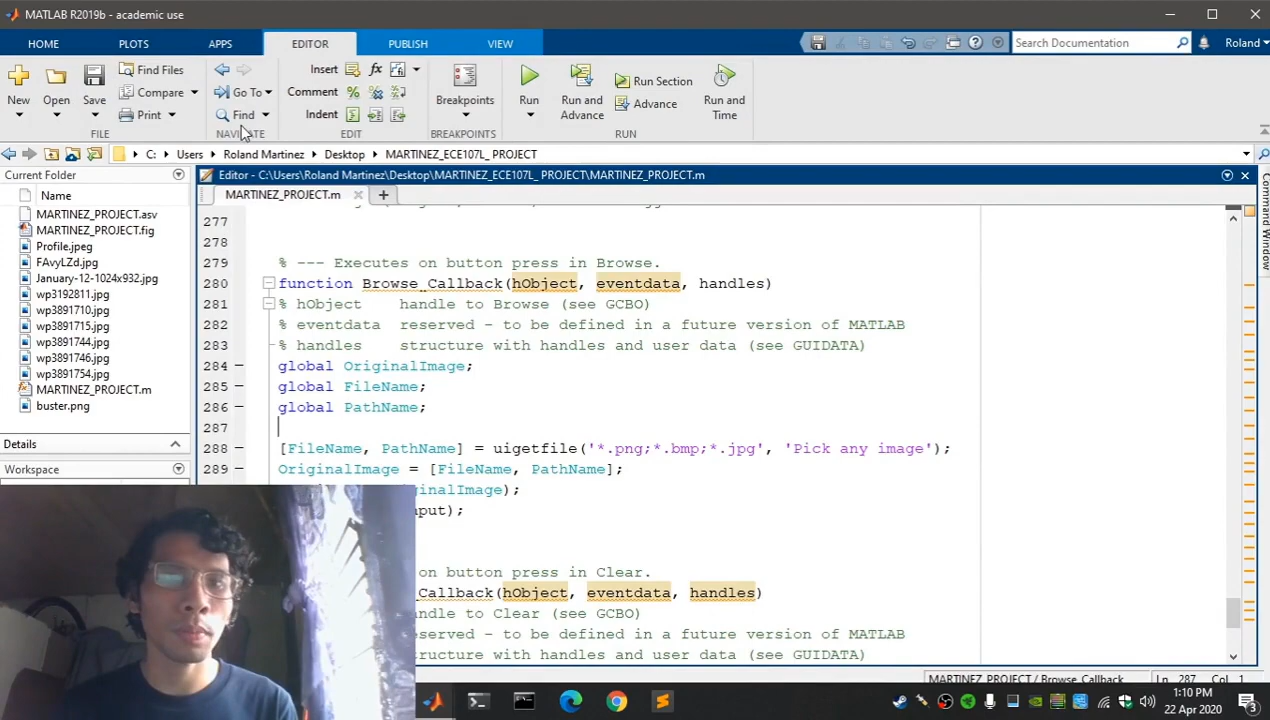 MATLAB R2019b - academic use
HOME PLOTS APPS EDITOR PUBLISH VIEW Search Documentation Roland
New Open Save Find Files Compare Print
Go To Find
Insert Comment Indent
Breakpoints
Run Run and Advance Run Section Advance Run and Time
FILE NAVIGATE EDIT BREAKPOINTS RUN
C: Users Roland Martinez Desktop MARTINEZ_ECE107L_ PROJECT
Current Folder
Name
MARTINEZ_PROJECT.asv
MARTINEZ_PROJECT.fig
Profile.jpeg
FAvyLZd.jpg
January-12-1024x932.jpg
wp3192811.jpg
wp3891710.jpg
wp3891715.jpg
wp3891744.jpg
wp3891746.jpg
wp3891754.jpg
MARTINEZ_PROJECT.m
buster.png
Details
Workspace
Editor - C:\Users\Roland Martinez\Desktop\MARTINEZ_ECE107L_ PROJECT\MARTINEZ_PROJECT.m
MARTINEZ_PROJECT.m
Command Window
277
278
279 % --- Executes on button press in Browse.
280 function Browse_Callback(hObject, eventdata, handles)
281 % hObject    handle to Browse (see GCBO)
282 % eventdata  reserved - to be defined in a future version of MATLAB
283 % handles    structure with handles and user data (see GUIDATA)
284 global OriginalImage;
285 global FileName;
286 global PathName;
287
288 [FileName, PathName] = uigetfile('*.png;*.bmp;*.jpg', 'Pick any image');
289 OriginalImage = [FileName, PathName];
ginalImage);
put);
on button press in Clear.
Callback(hObject, eventdata, handles)
ndle to Clear (see GCBO)
served - to be defined in a future version of MATLAB
ructure with handles and user data (see GUIDATA)
MARTINEZ_PROJECT / Browse_Callback Ln 287 Col 1
1:10 PM
22 Apr 2020
3